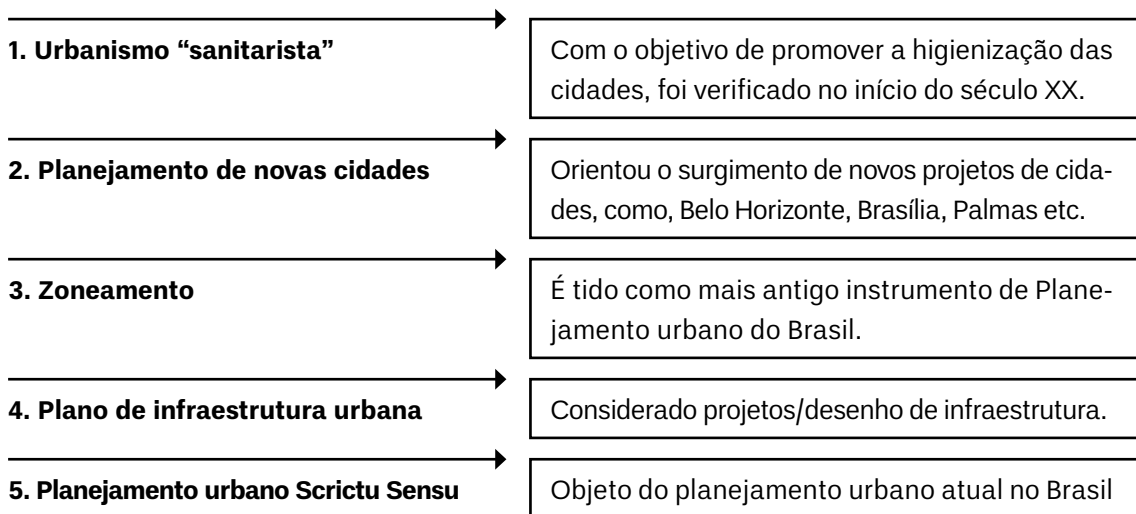 1. Urbanismo “sanitarista”
Com o objetivo de promover a higienização das
cidades, foi verificado no início do século XX.
2. Planejamento de novas cidades
Orientou o surgimento de novos projetos de cida-
des, como, Belo Horizonte, Brasília, Palmas etc.
3. Zoneamento
É tido como mais antigo instrumento de Plane-
jamento urbano do Brasil.
4. Plano de infraestrutura urbana
Considerado projetos/desenho de infraestrutura.
5. Planejamento urbano Scrictu Sensu
Objeto do planejamento urbano atual no Brasil